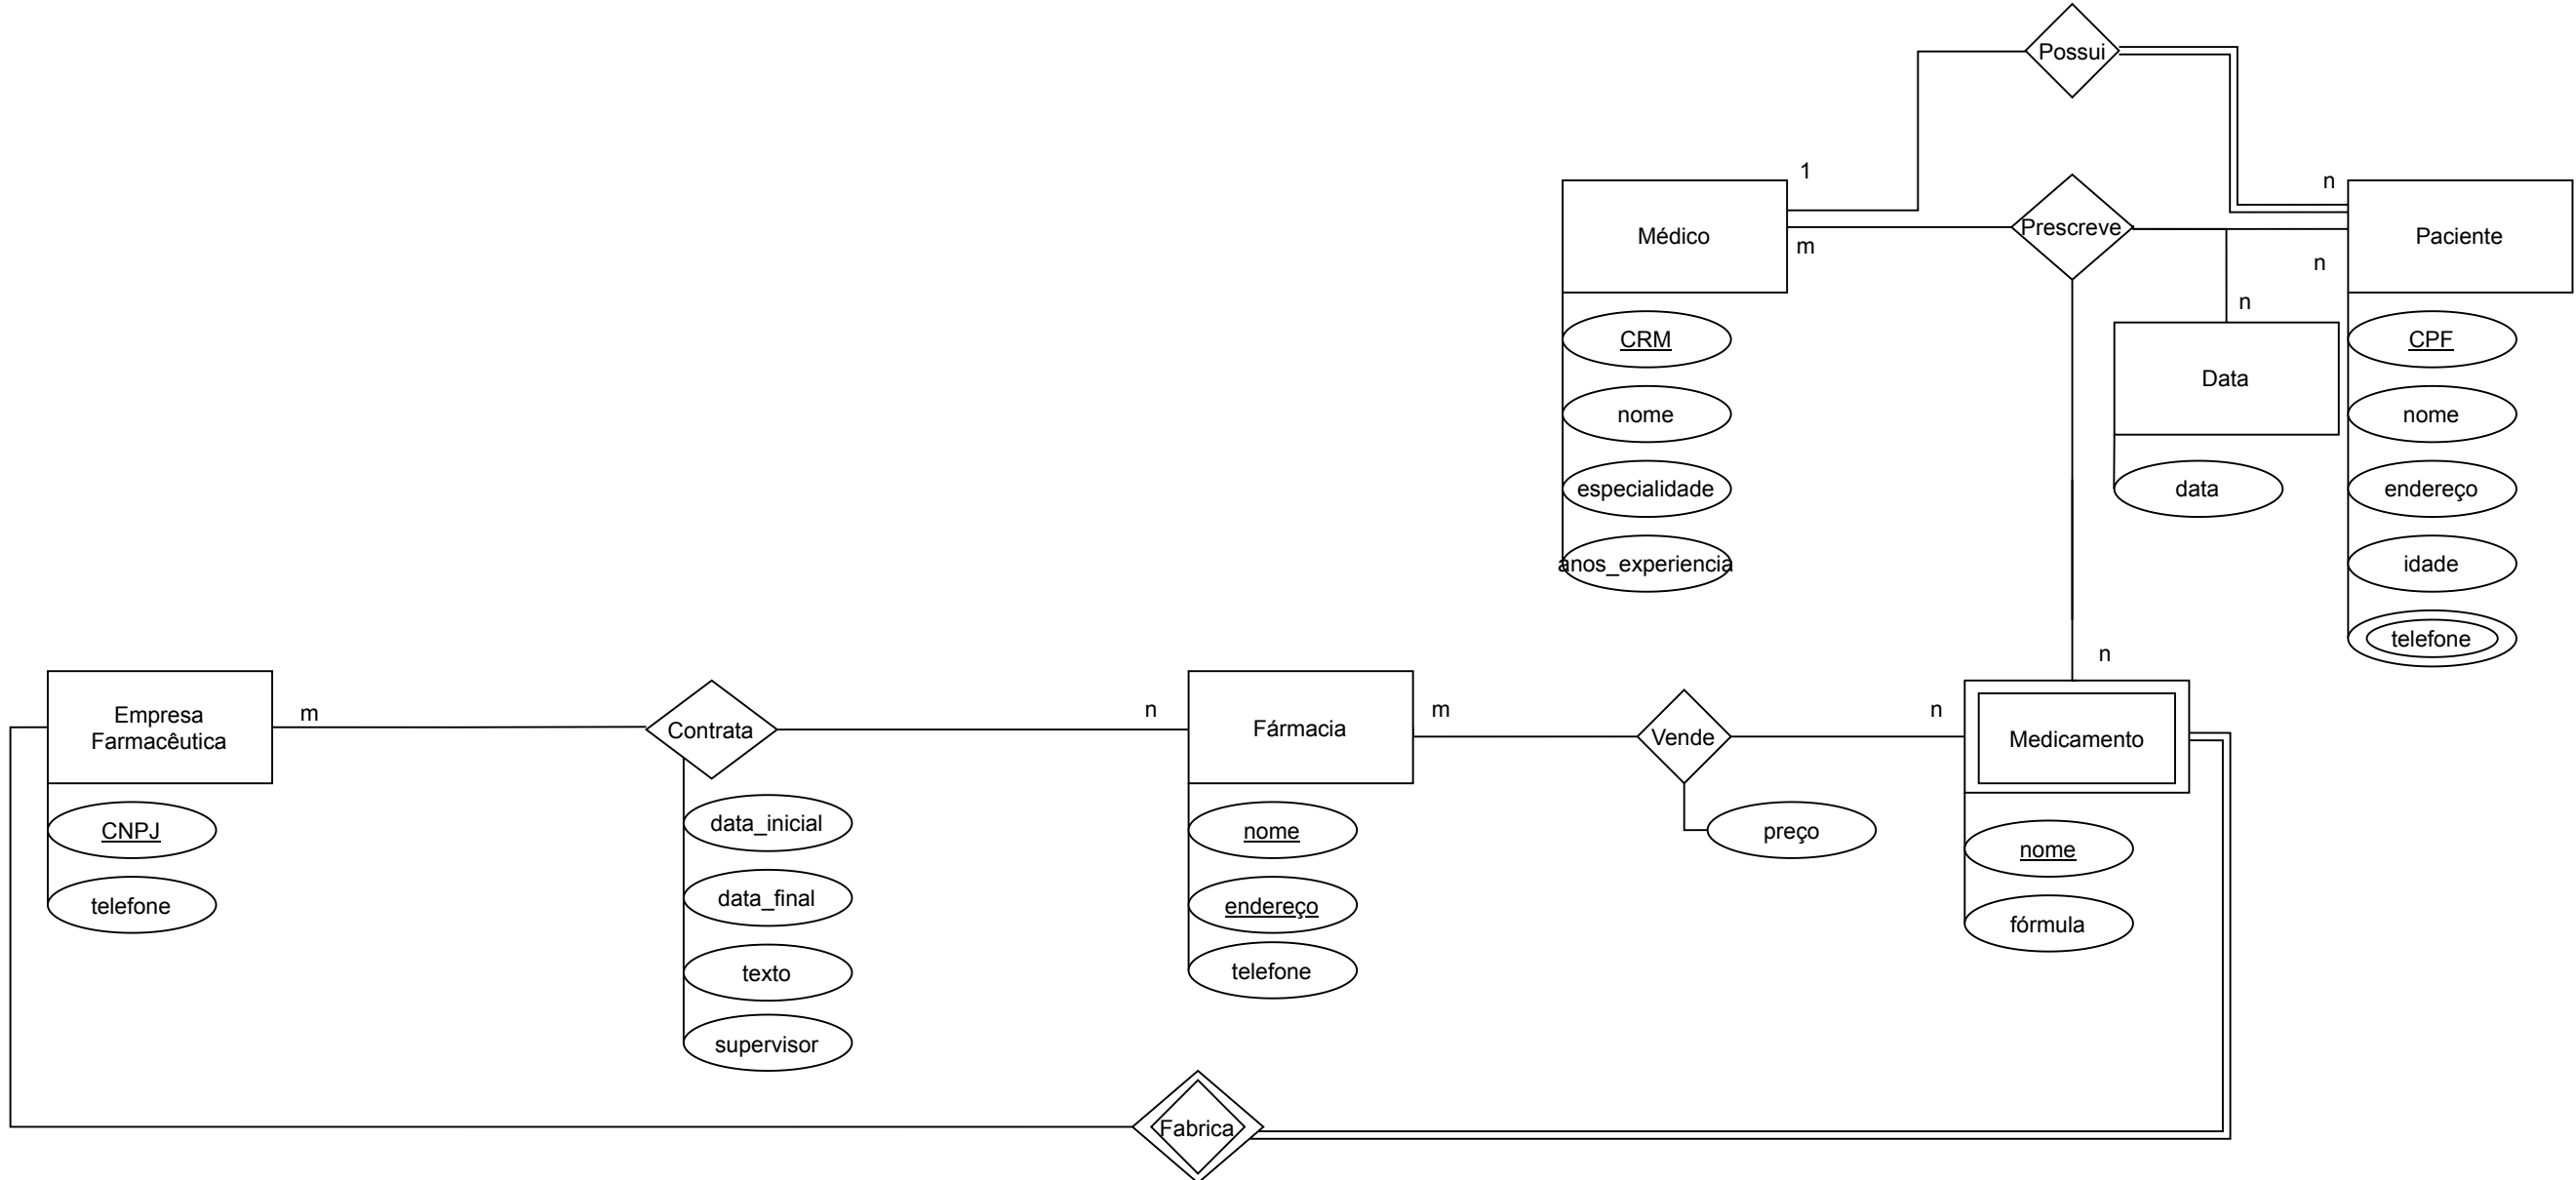 Possui
1
n
Médico
Prescreve
Paciente
m
n
n
CRM
CPF
Data
nome
nome
especialidade
data
endereço
anos_experiencia
idade
telefone
n
Empresa
Farmacêutica
m
Contrata
n
Fármacia
m
Vende
n
Medicamento
CNPJ
data_inicial
nome
preço
nome
telefone
data_final
endereço
fórmula
texto
telefone
supervisor
Fabrica